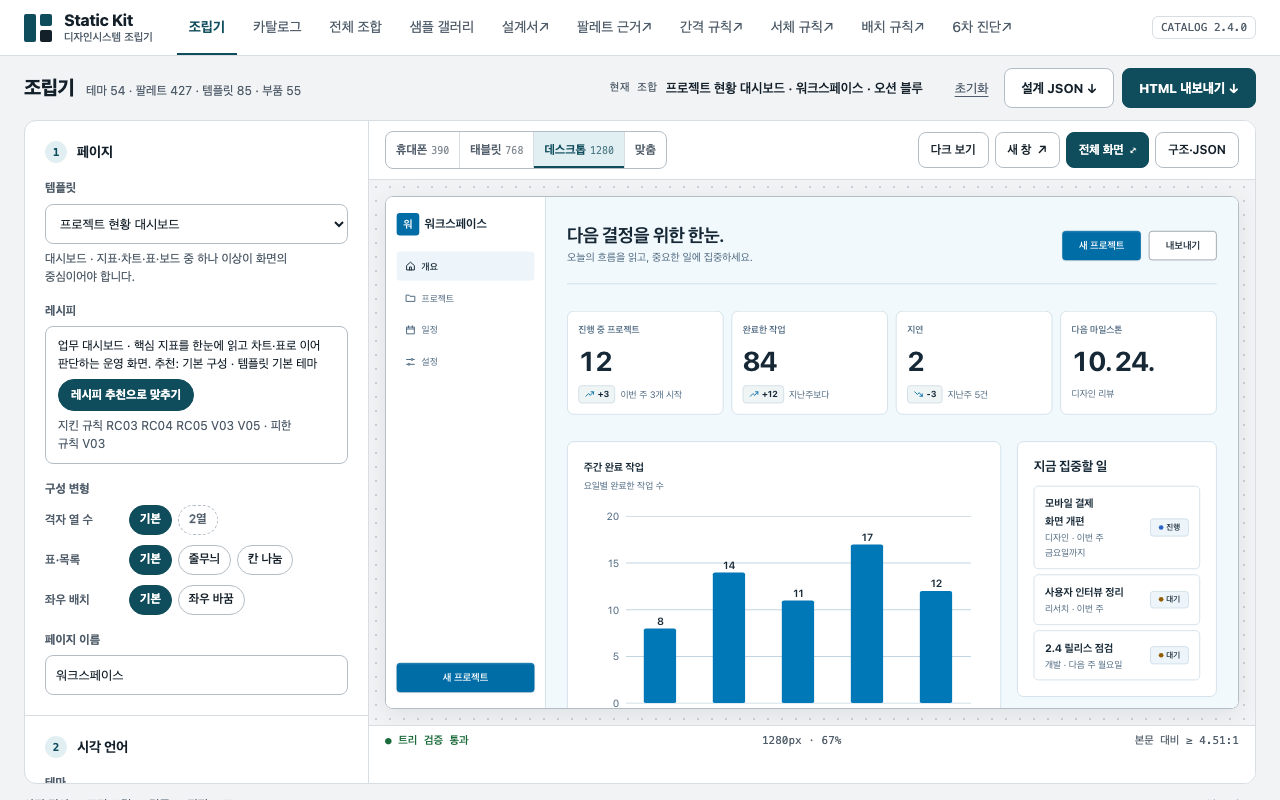 Static Kit
디자인시스템 조립기
조립기
카탈로그
전체 조합
샘플 갤러리
설계서↗
팔레트 근거↗
간격 규칙↗
서체 규칙↗
배치 규칙↗
6차 진단↗
CATALOG 2.4.0
조립기
테마 54 · 팔레트 427 · 템플릿 85 · 부품 55
현재 조합 프로젝트 현황 대시보드 · 워크스페이스 · 오션 블루
초기화
설계 JSON ↓
HTML 내보내기 ↓
1 페이지
템플릿
프로젝트 현황 대시보드
대시보드 · 지표·차트·표·보드 중 하나 이상이 화면의
중심이어야 합니다.
레시피
업무 대시보드 · 핵심 지표를 한눈에 읽고 차트·표로 이어
판단하는 운영 화면. 추천: 기본 구성 · 템플릿 기본 테마
레시피 추천으로 맞추기
지킨 규칙 RC03 RC04 RC05 V03 V05 · 피한
규칙 V03
구성 변형
격자 열 수 기본 2열
표·목록 기본 줄무늬 칸 나눔
좌우 배치 기본 좌우 바꿈
페이지 이름
워크스페이스
2 시각 언어
테마
휴대폰 390
태블릿 768
데스크톱 1280
맞춤
다크 보기
새 창 ↗
전체 화면 ⤢
구조·JSON
워 워크스페이스
개요
프로젝트
일정
설정
새 프로젝트
다음 결정을 위한 한눈.
오늘의 흐름을 읽고, 중요한 일에 집중하세요.
새 프로젝트
내보내기
진행 중 프로젝트
12
+3 이번 주 3개 시작
완료한 작업
84
+12 지난주보다
지연
2
-3 지난주 5건
다음 마일스톤
10. 24.
디자인 리뷰
주간 완료 작업
요일별 완료한 작업 수
20
15
10
5
0
8
14
11
17
12
지금 집중할 일
모바일 결제
화면 개편
디자인 · 이번 주
금요일까지
진행
사용자 인터뷰 정리
리서치 · 이번 주
대기
2.4 릴리스 점검
개발 · 다음 주 월요일
대기
● 트리 검증 통과
1280px · 67%
본문 대비 ≥ 4.51:1